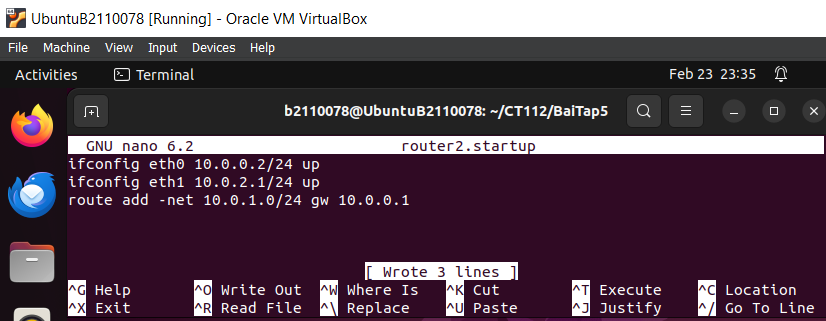 UbuntuB2110078 [Running] - Oracle VM VirtualBox
File Machine View Input Devices Help
Activities Terminal Feb 23 23:35
b2110078@UbuntuB2110078: ~/CT112/BaiTap5
GNU nano 6.2 router2.startup
ifconfig eth0 10.0.0.2/24 up
ifconfig eth1 10.0.2.1/24 up
route add -net 10.0.1.0/24 gw 10.0.0.1
[ Wrote 3 lines ]
^G Help ^O Write Out ^W Where Is ^K Cut ^T Execute ^C Location
^X Exit ^R Read File ^\ Replace ^U Paste ^J Justify ^/ Go To Line